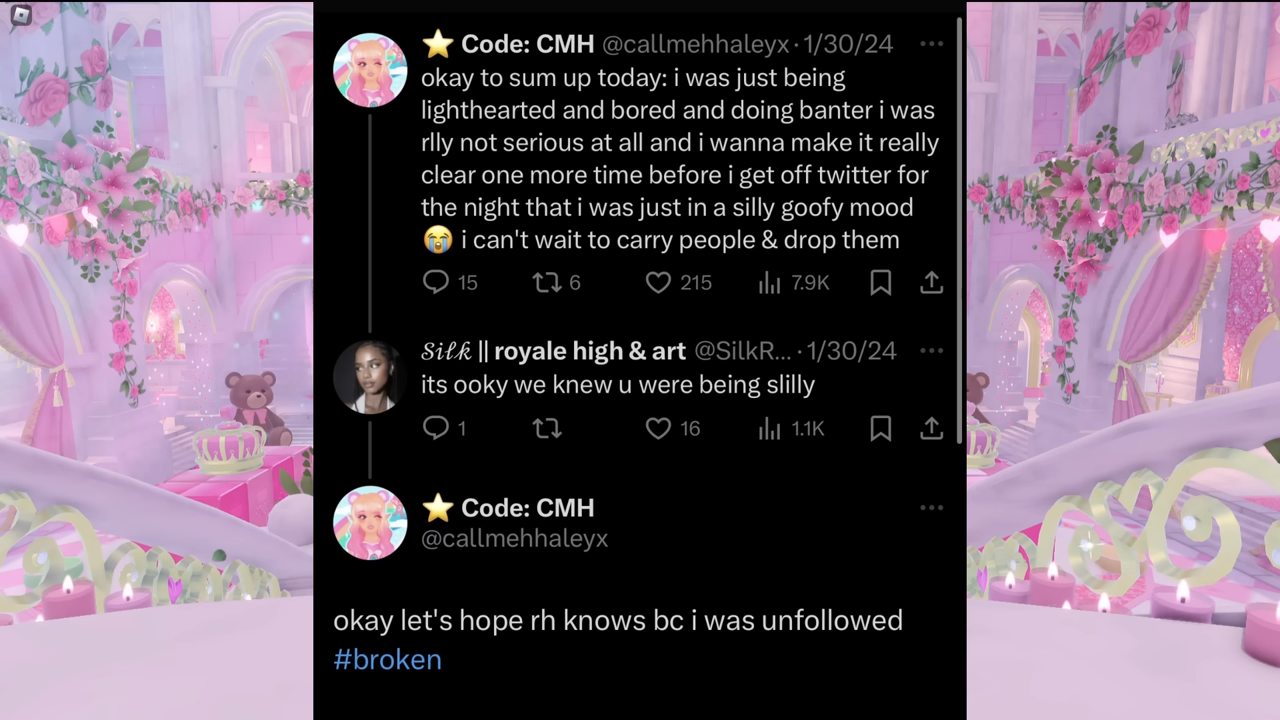 ⭐ Code: CMH @callmehhaleyx · 1/30/24
okay to sum up today: i was just being
lighthearted and bored and doing banter i was
rlly not serious at all and i wanna make it really
clear one more time before i get off twitter for
the night that i was just in a silly goofy mood
😭 i can't wait to carry people & drop them
15 6 215 7.9K
𝓢𝓲𝓵𝓴 || royale high & art @SilkR... · 1/30/24
its ooky we knew u were being slilly
1 16 1.1K
⭐ Code: CMH
@callmehhaleyx
okay let's hope rh knows bc i was unfollowed
#broken